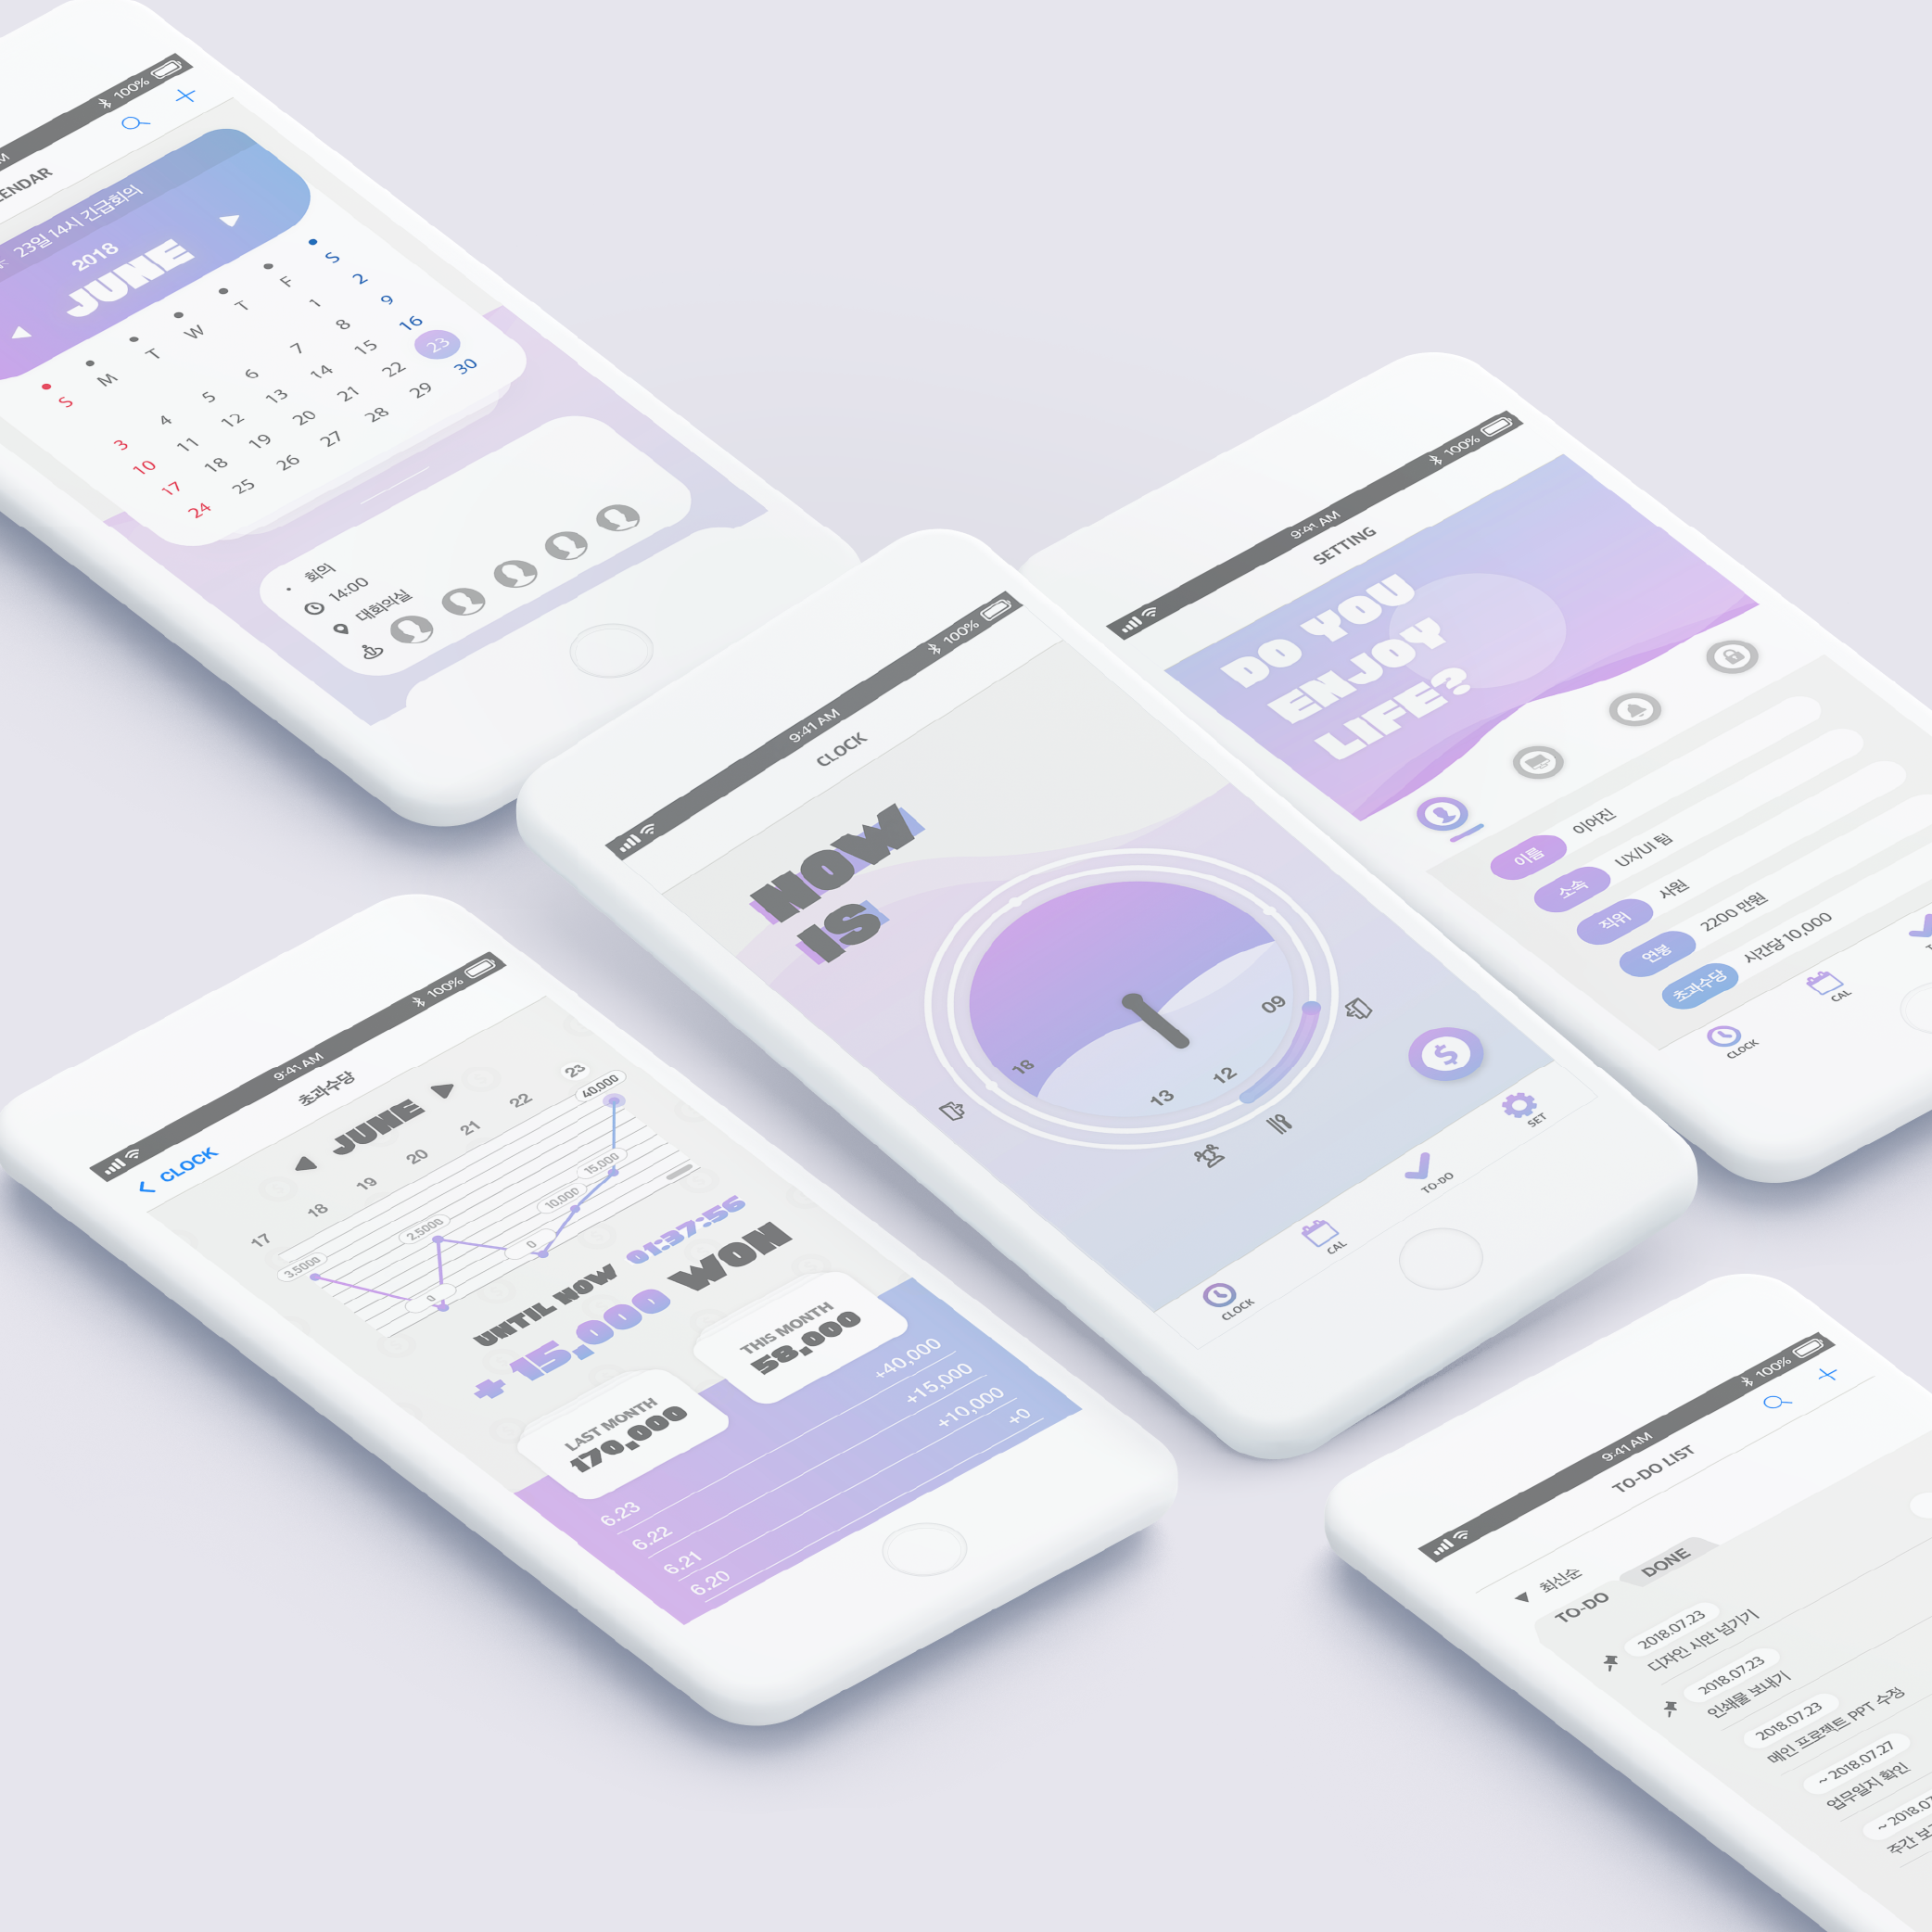 100%
ENDAR
23일 14시 긴급회의
2018
JUNE
S M T W T F S
1 2
3 4 5 6 7 8 9
10 11 12 13 14 15 16
17 18 19 20 21 22 23
24 25 26 27 28 29 30
회의
14:00
대회의실
9:41 AM 100%
SETTING
DO YOU
ENJOY
LIFE?
이름 이어진
소속 UX/UI 팀
직위 사원
연봉 2200 만원
초과수당 시간당 10,000
CLOCK
CAL
9:41 AM 100%
CLOCK
NOW
IS
09
12
13
18
CLOCK
CAL
TO-DO
SET
9:41 AM 100%
CLOCK
초과수당
JUNE
17 18 19 20 21 22 23
3,5000
0
2,5000
0
10,000
15,000
40,000
UNTIL NOW 01:37:56
+ 15,000 WON
LAST MONTH
170,000
THIS MONTH
58,000
6.23 +40,000
6.22 +15,000
6.21 +10,000
6.20 +0
9:41 AM 100%
TO-DO LIST
최신순
TO-DO DONE
2018.07.23
디자인 시안 넘기기
2018.07.23
인쇄물 보내기
2018.07.23
메인 프로젝트 PPT 수정
~ 2018.07.27
업무일지 확인
~ 2018.07
주간